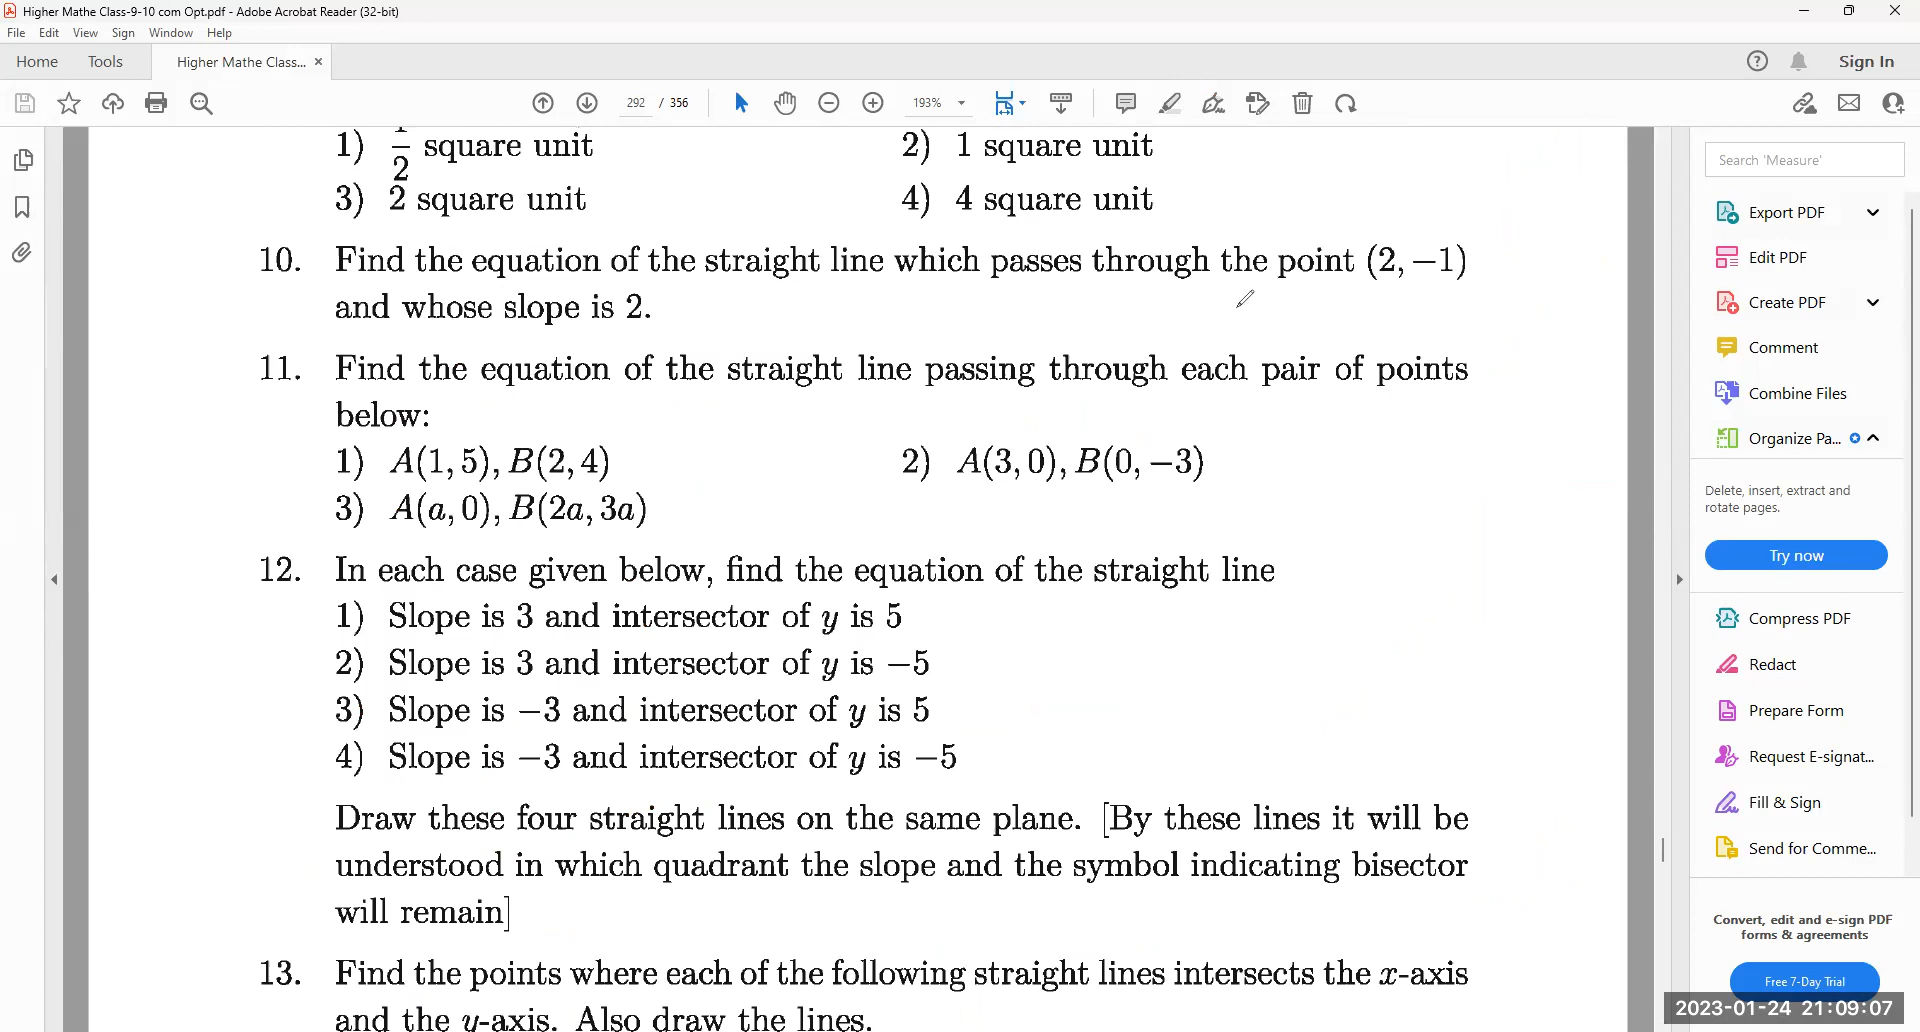 Higher Mathe Class-9-10 com Opt.pdf - Adobe Acrobat Reader (32-bit)
File Edit View Sign Window Help
Home Tools Higher Mathe Class... × Sign In
292 / 356 193%
1) 1/2 square unit 2) 1 square unit
3) 2 square unit 4) 4 square unit
10. Find the equation of the straight line which passes through the point (2, −1)
and whose slope is 2.
11. Find the equation of the straight line passing through each pair of points
below:
1) A(1, 5), B(2, 4) 2) A(3, 0), B(0, −3)
3) A(a, 0), B(2a, 3a)
12. In each case given below, find the equation of the straight line
1) Slope is 3 and intersector of y is 5
2) Slope is 3 and intersector of y is −5
3) Slope is −3 and intersector of y is 5
4) Slope is −3 and intersector of y is −5
Draw these four straight lines on the same plane. [By these lines it will be
understood in which quadrant the slope and the symbol indicating bisector
will remain]
13. Find the points where each of the following straight lines intersects the x-axis
and the y-axis. Also draw the lines.
Search 'Measure'
Export PDF
Edit PDF
Create PDF
Comment
Combine Files
Organize Pa...
Delete, insert, extract and
rotate pages.
Try now
Compress PDF
Redact
Prepare Form
Request E-signat...
Fill & Sign
Send for Comme...
Convert, edit and e-sign PDF
forms & agreements
Free 7-Day Trial
2023-01-24 21:09:07